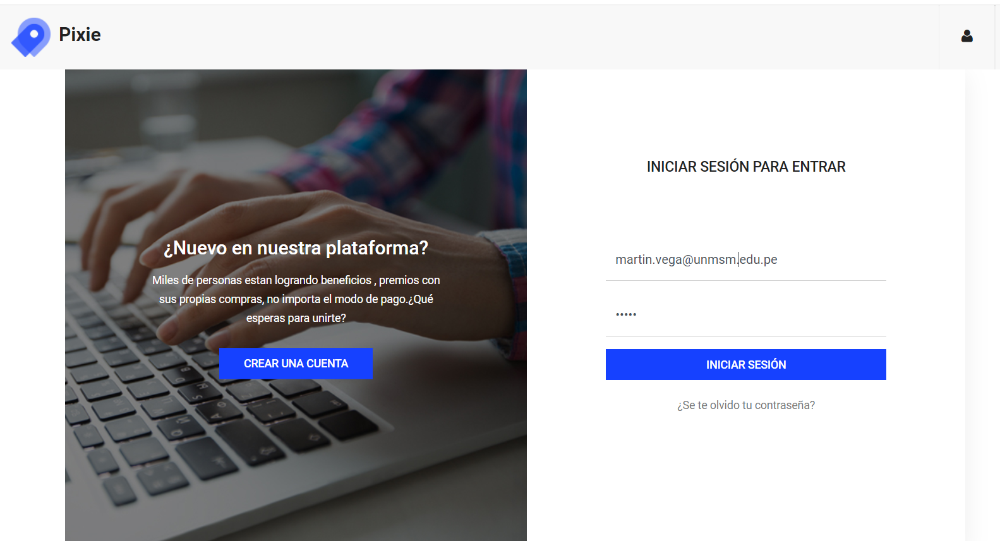 Pixie
¿Nuevo en nuestra plataforma?
Miles de personas estan logrando beneficios , premios con
sus propias compras, no importa el modo de pago.¿Qué
esperas para unirte?
CREAR UNA CUENTA
INICIAR SESIÓN PARA ENTRAR
martin.vega@unmsm.edu.pe
•••••
INICIAR SESIÓN
¿Se te olvido tu contraseña?